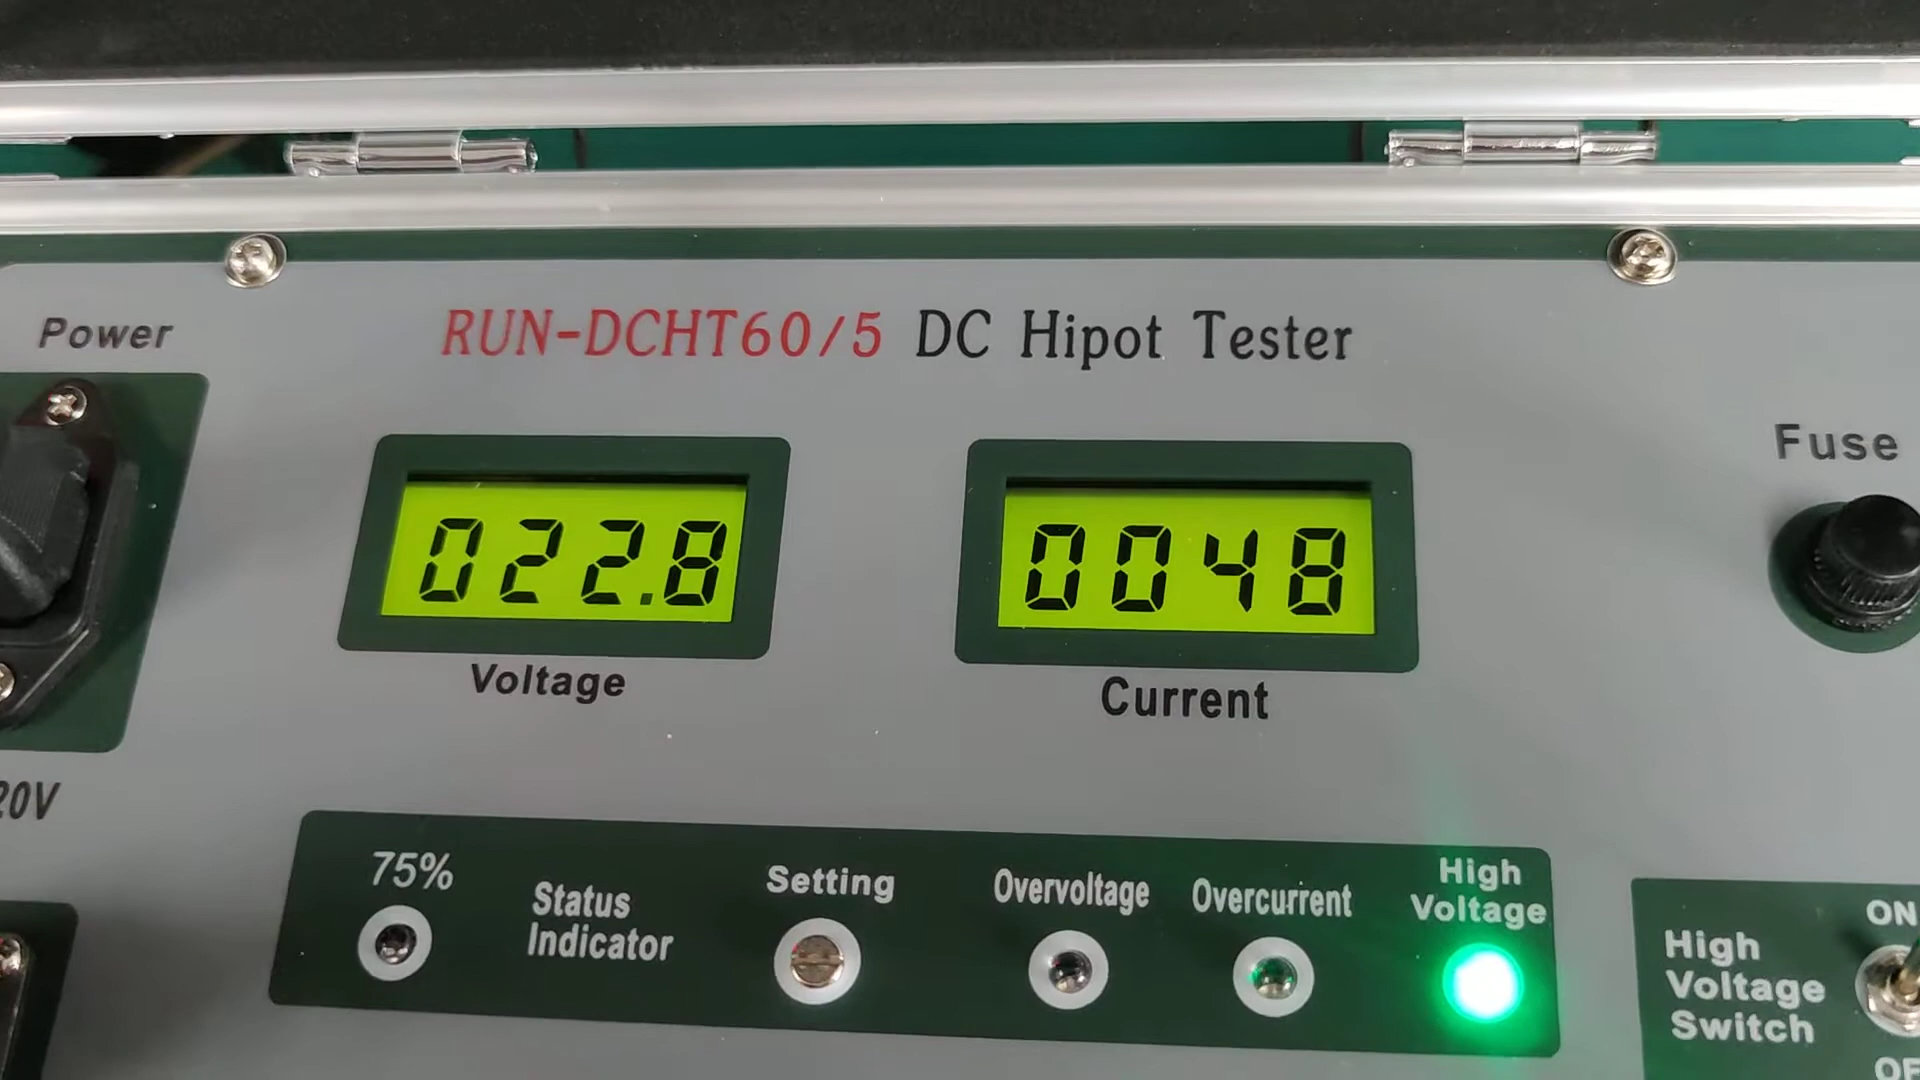 RUN-DCHT60/5 DC Hipot Tester
Power
Fuse
022.8
0048
Voltage
Current
20V
75%
Status
Indicator
Setting
Overvoltage
Overcurrent
High
Voltage
High
Voltage
Switch
ON